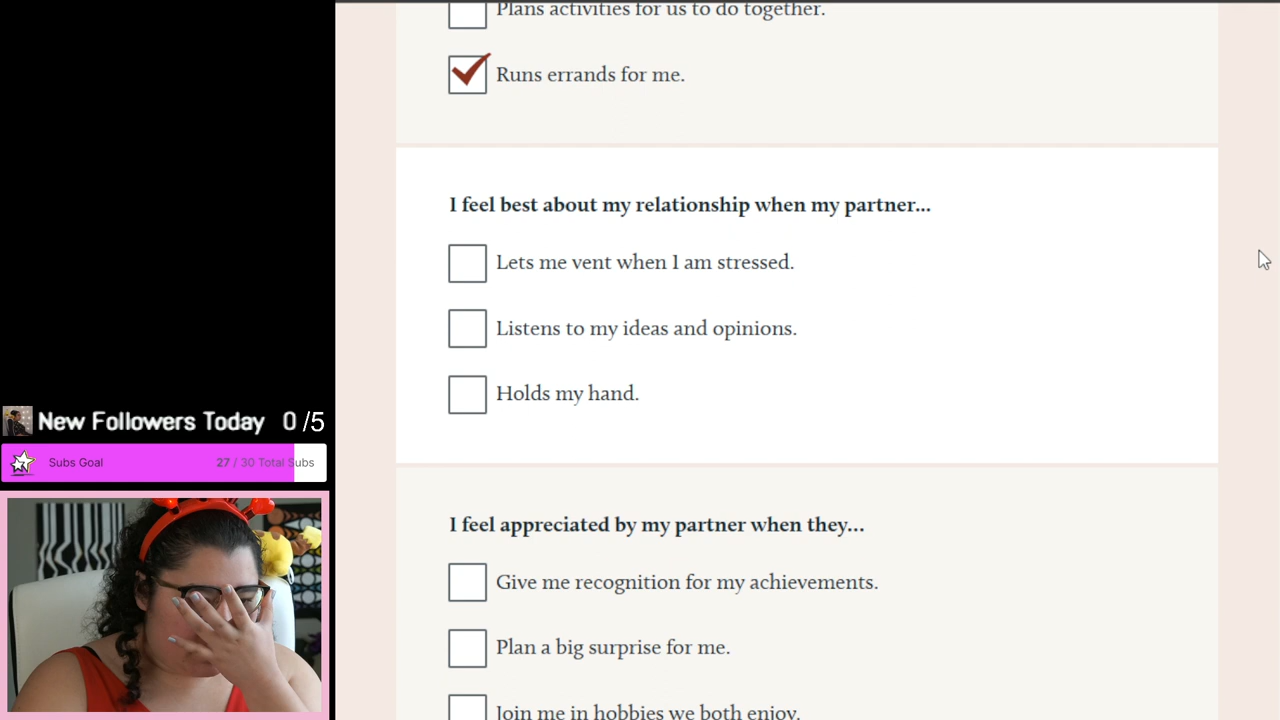 Plans activities for us to do together.
Runs errands for me.
I feel best about my relationship when my partner...
Lets me vent when I am stressed.
Listens to my ideas and opinions.
Holds my hand.
New Followers Today 0 /5
Subs Goal 27 / 30 Total Subs
I feel appreciated by my partner when they...
Give me recognition for my achievements.
Plan a big surprise for me.
Join me in hobbies we both enjoy.